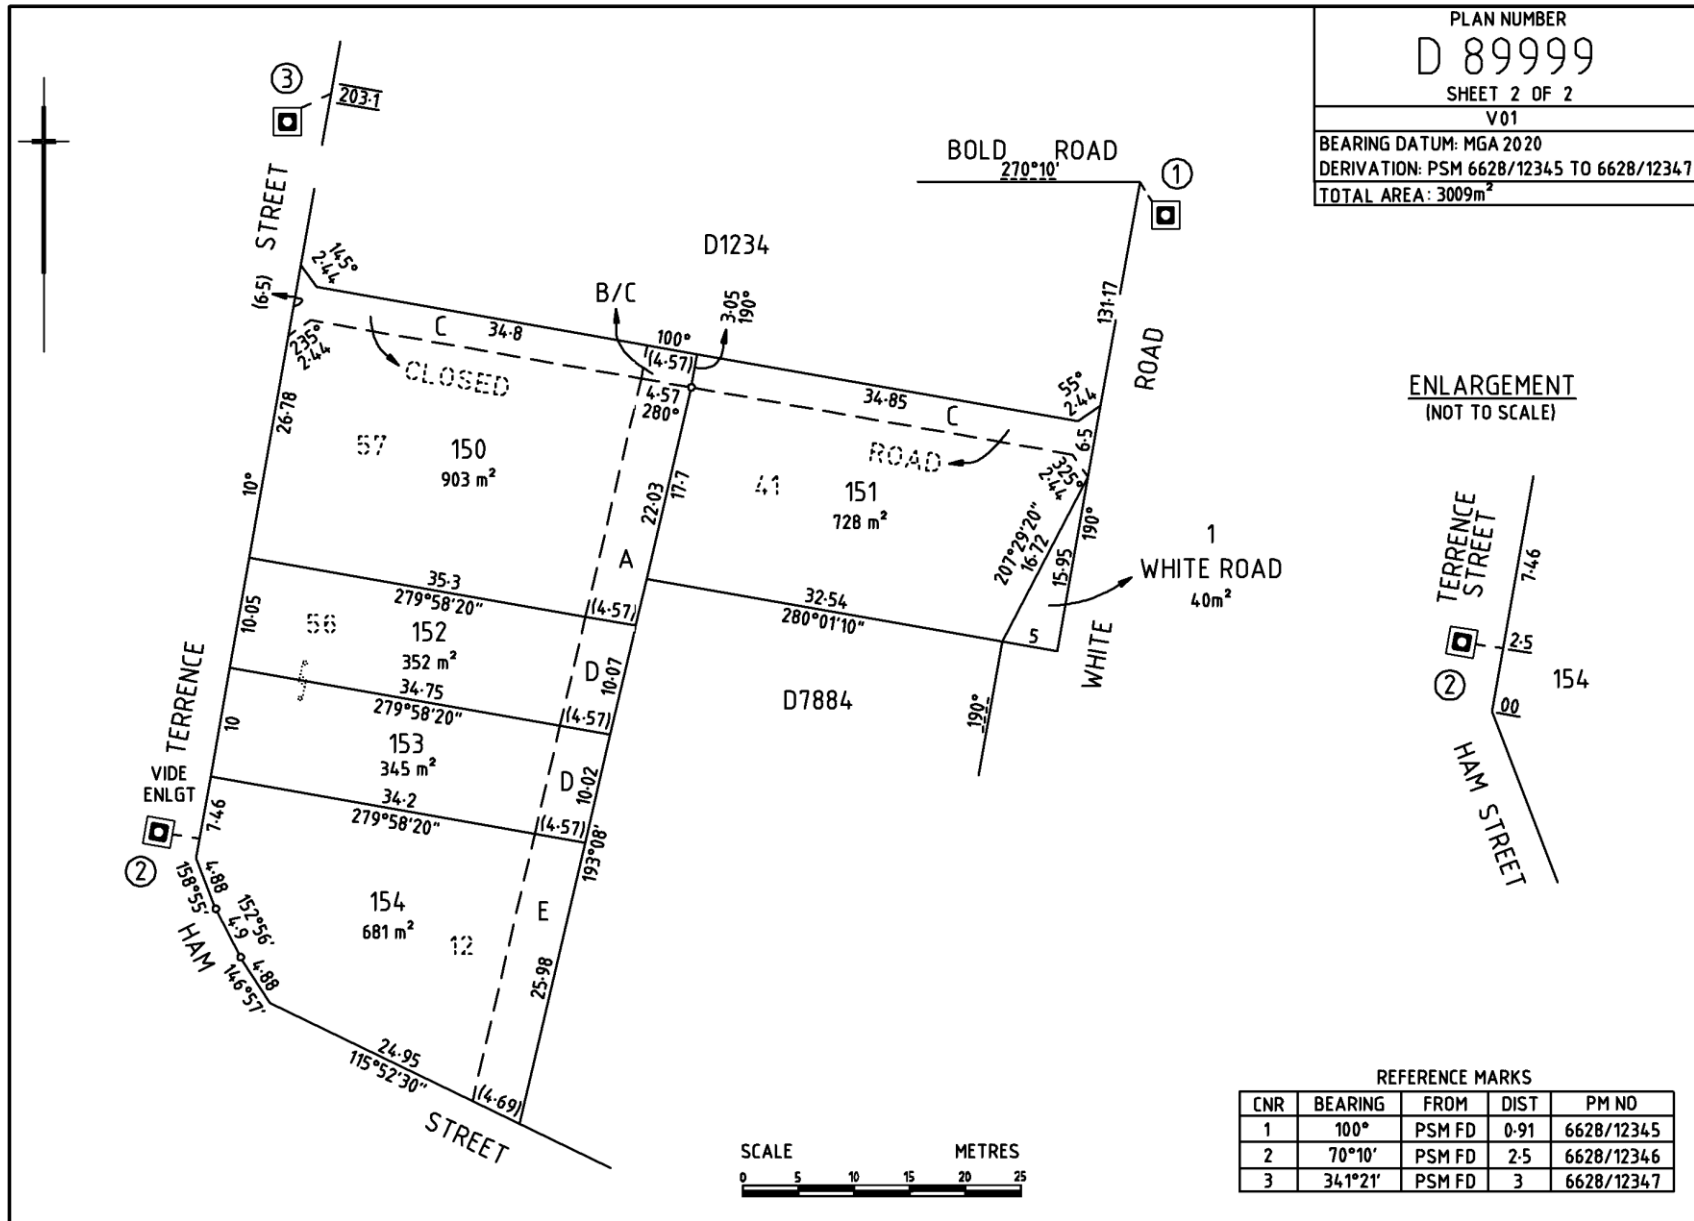 PLAN NUMBER
D 89999
SHEET 2 OF 2
V01
BEARING DATUM: MGA 2020
DERIVATION: PSM 6628/12345 TO 6628/12347
TOTAL AREA: 3009m²
3
203·1
STREET
BOLD ROAD
270°10'
1
D1234
145°
2·44
(6·5)
B/C
3·05
190°
131·17
ROAD
C
34·8
100°
(4·57)
235°
2·44
CLOSED
4·57
280°
34·85
55°
2·44
C
6·5
ROAD
325°
2·44
26·78
57
150
903 m²
22·03
17·7
41
151
728 m²
10°
207°29'20"
16·72
190°
15·95
1
WHITE ROAD
40m²
A
35·3
279°58'20"
(4·57)
32·54
280°01'10"
5
WHITE
10·05
56
152
352 m²
D
10·07
34·75
279°58'20"
(4·57)
D7884
190°
TERRENCE
10
153
345 m²
D
10·02
VIDE
ENLGT
7·46
34·2
279°58'20"
(4·57)
193°08'
2
4·88
158°55'
152°56'
4·9
HAM
4·88
146°57'
154
681 m²
12
E
25·98
24·95
115°52'30"
(4·69)
STREET
ENLARGEMENT
(NOT TO SCALE)
TERRENCE
STREET
7·46
2·5
2
154
00
HAM STREET
SCALE METRES
0 5 10 15 20 25
REFERENCE MARKS
CNR BEARING FROM DIST PM NO
1 100° PSM FD 0·91 6628/12345
2 70°10' PSM FD 2·5 6628/12346
3 341°21' PSM FD 3 6628/12347